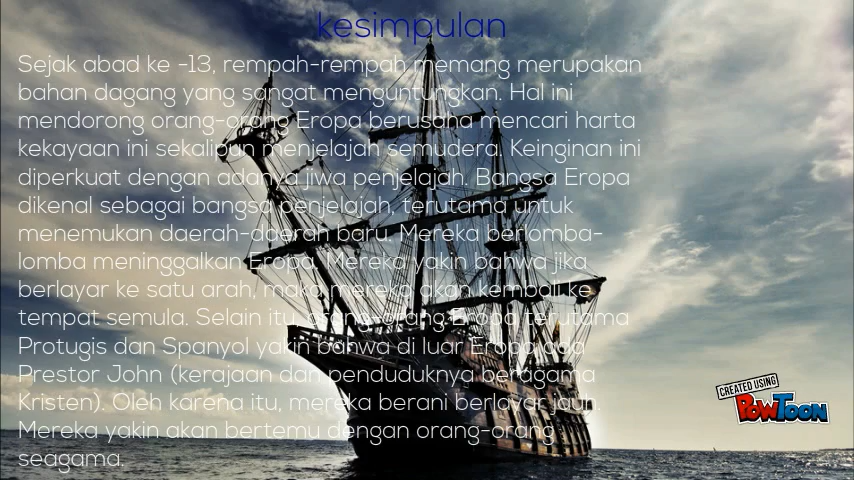 kesimpulan
Sejak abad ke -13, rempah-rempah memang merupakan
bahan dagang yang sangat menguntungkan. Hal ini
mendorong orang-orang Eropa berusaha mencari harta
kekayaan ini sekalipun menjelajah semudera. Keinginan ini
diperkuat dengan adanya jiwa penjelajah. Bangsa Eropa
dikenal sebagai bangsa penjelajah, terutama untuk
menemukan daerah-daerah baru. Mereka berlomba-
lomba meninggalkan Eropa. Mereka yakin bahwa jika
berlayar ke satu arah, maka mereka akan kembali ke
tempat semula. Selain itu, orang-orang Eropa terutama
Protugis dan Spanyol yakin bahwa di luar Eropa ada
Prestor John (kerajaan dan penduduknya beragama
Kristen). Oleh karena itu, mereka berani berlayar jauh.
Mereka yakin akan bertemu dengan orang-orang
seagama.
CREATED USING
POWTOON